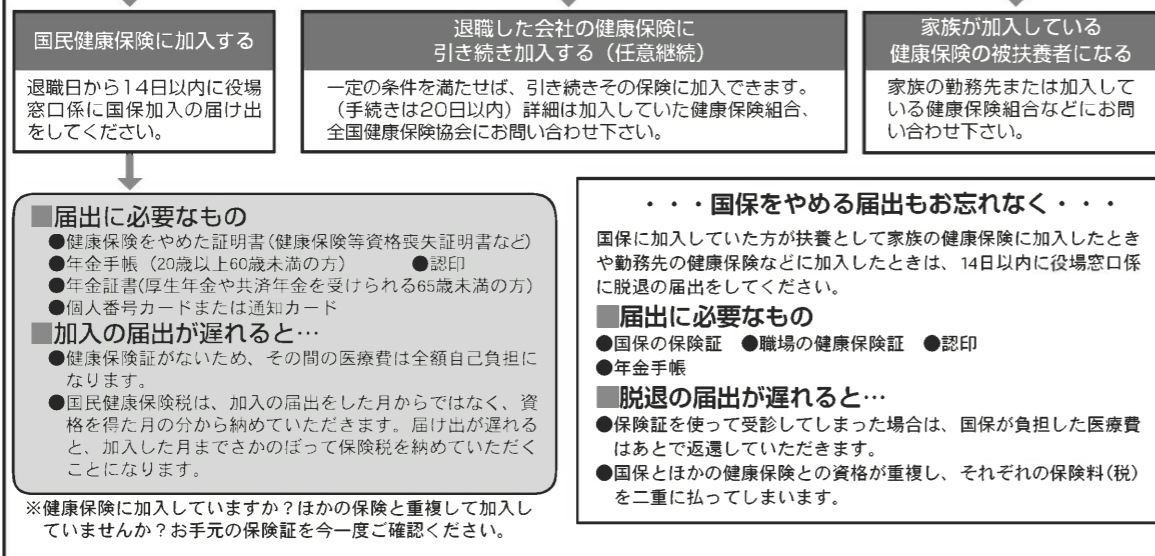 国民健康保険に加入する
退職日から14日以内に役場
窓口係に国保加入の届け出
をしてください。
退職した会社の健康保険に
引き続き加入する（任意継続）
一定の条件を満たせば、引き続きその保険に加入できます。
（手続きは20日以内）詳細は加入していた健康保険組合、
全国健康保険協会にお問い合わせ下さい。
家族が加入している
健康保険の被扶養者になる
家族の勤務先または加入して
いる健康保険組合などにお問
い合わせ下さい。
■届出に必要なもの
●健康保険をやめた証明書(健康保険等資格喪失証明書など)
●年金手帳（20歳以上60歳未満の方）　●認印
●年金証書(厚生年金や共済年金を受けられる65歳未満の方)
●個人番号カードまたは通知カード
■加入の届出が遅れると…
●健康保険証がないため、その間の医療費は全額自己負担に
なります。
●国民健康保険税は、加入の届出をした月からではなく、資
格を得た月の分から納めていただきます。届け出が遅れる
と、加入した月までさかのぼって保険税を納めていただく
ことになります。
※健康保険に加入していますか？ほかの保険と重複して加入し
ていませんか？お手元の保険証を今一度ご確認ください。
・・・国保をやめる届出もお忘れなく・・・
国保に加入していた方が扶養として家族の健康保険に加入したとき
や勤務先の健康保険などに加入したときは、14日以内に役場窓口係
に脱退の届出をしてください。
■届出に必要なもの
●国保の保険証　●職場の健康保険証　●認印
●年金手帳
■脱退の届出が遅れると…
●保険証を使って受診してしまった場合は、国保が負担した医療費
はあとで返還していただきます。
●国保とほかの健康保険との資格が重複し、それぞれの保険料(税)
を二重に払ってしまいます。